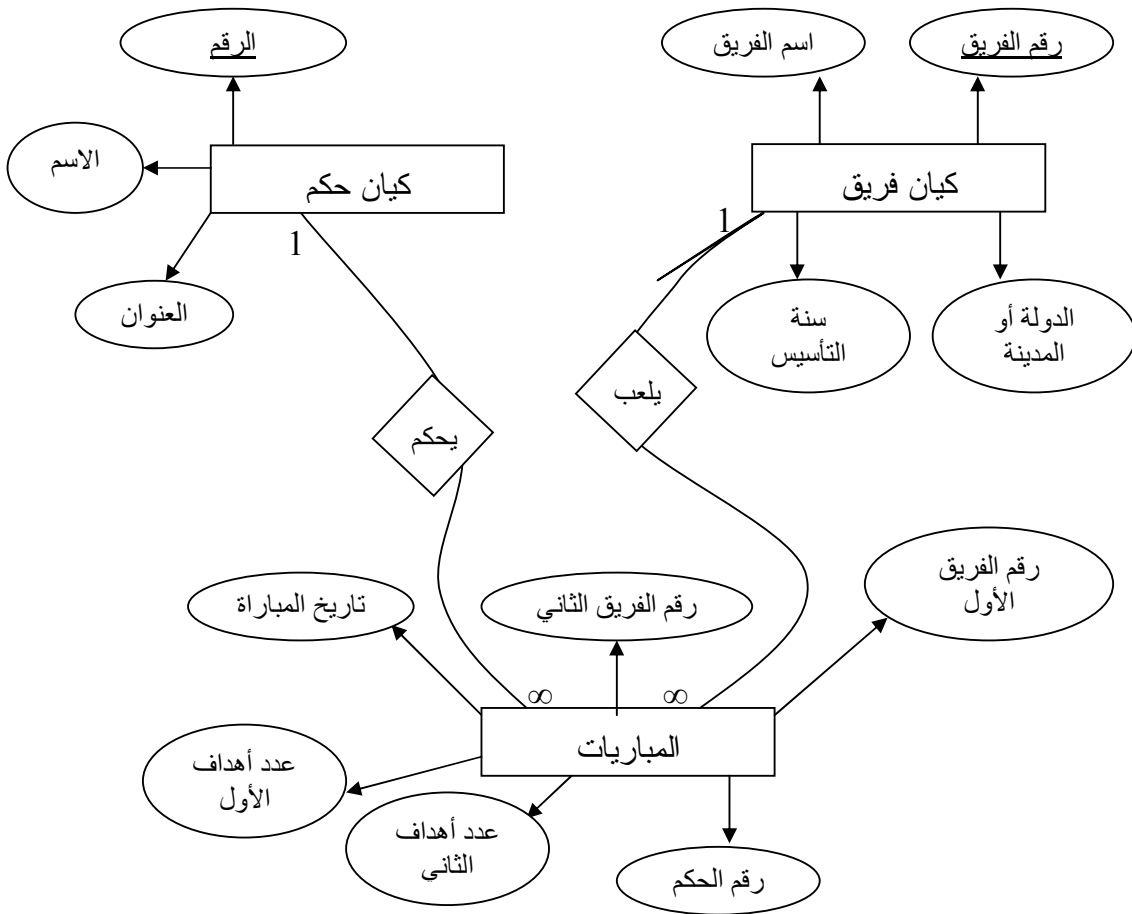 رقم الفريق
اسم الفريق
الرقم
كيان فريق
كيان حكم
الاسم
1
1
الدولة أو
المدينة
سنة
التأسيس
العنوان
يلعب
يحكم
رقم الفريق
الأول
رقم الفريق الثاني
تاريخ المباراة
∞
∞
المباريات
عدد أهداف
الأول
عدد أهداف
الثاني
رقم الحكم